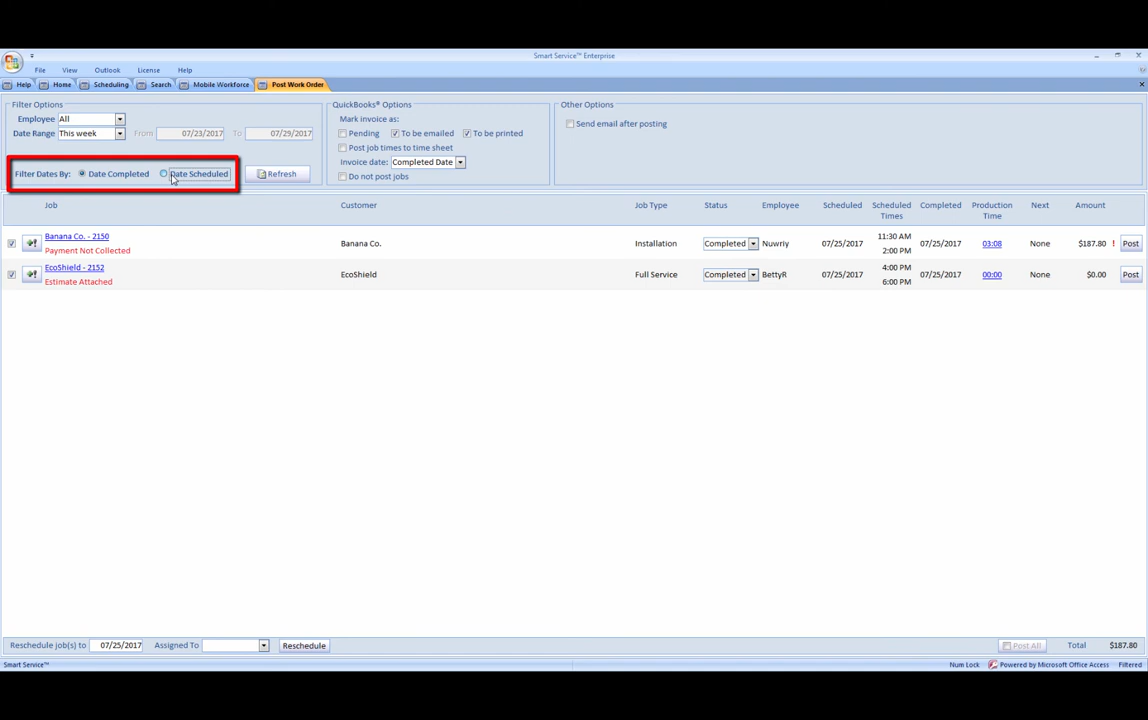 Smart Service™ Enterprise
File View Outlook License Help
Help Home Scheduling Search Mobile Workforce Post Work Order
Filter Options QuickBooks® Options Other Options
Employee All Mark invoice as: Send email after posting
Date Range This week From 07/23/2017 To 07/29/2017 Pending To be emailed To be printed
Post job times to time sheet
Invoice date: Completed Date
Filter Dates By: Date Completed Date Scheduled Refresh Do not post jobs
Job Customer Job Type Status Employee Scheduled Scheduled Times Completed Production Time Next Amount
Banana Co. - 2150 Banana Co. Installation Completed Nuwriy 07/25/2017 11:30 AM 2:00 PM 07/25/2017 03:08 None $187.80 ! Post
Payment Not Collected
EcoShield - 2152 EcoShield Full Service Completed BettyR 07/25/2017 4:00 PM 6:00 PM 07/25/2017 00:00 None $0.00 Post
Estimate Attached
Reschedule job(s) to 07/25/2017 Assigned To Reschedule Post All Total $187.80
Smart Service™ Num Lock Powered by Microsoft Office Access Filtered